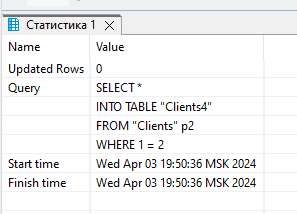 Статистика 1
Name Value
Updated Rows 0
Query SELECT *
INTO TABLE "Clients4"
FROM "Clients" p2
WHERE 1 = 2
Start time Wed Apr 03 19:50:36 MSK 2024
Finish time Wed Apr 03 19:50:36 MSK 2024